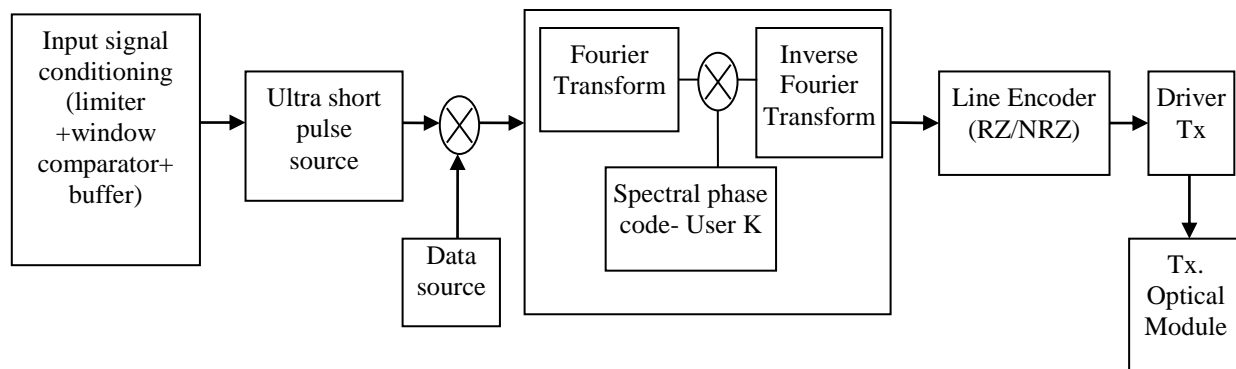 Input signal
conditioning
(limiter
+window
comparator+
buffer)
Ultra short
pulse
source
Data
source
Fourier
Transform
Inverse
Fourier
Transform
Spectral phase
code- User K
Line Encoder
(RZ/NRZ)
Driver
Tx
Tx.
Optical
Module